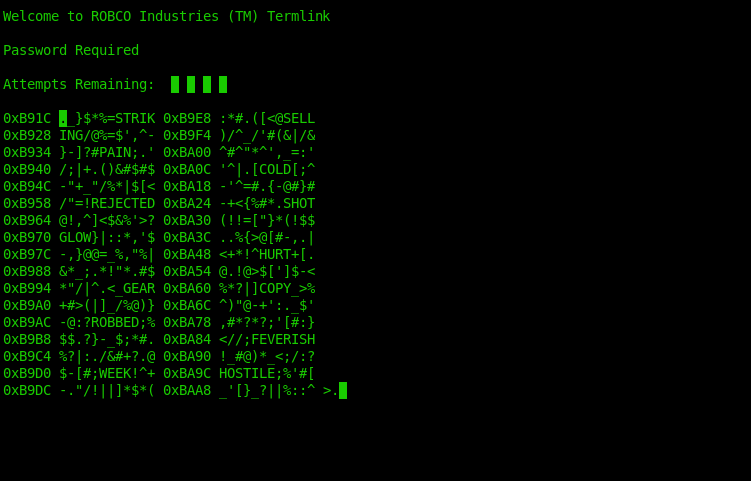 Welcome to ROBCO Industries (TM) Termlink
Password Required
Attempts Remaining:  █ █ █ █
0xB91C ._}$*%=STRIK 0xB9E8 :*#.([<@SELL
0xB928 ING/@%=$',^- 0xB9F4 )/^_/'#(&|/&
0xB934 }-]?#PAIN;.' 0xBA00 ^#^"*^',_=:'
0xB940 /;|+.()&#$#$ 0xBA0C '^|.[COLD[;^
0xB94C -"+_"/%*|$[< 0xBA18 -'^=#.{-@#}#
0xB958 /"=!REJECTED 0xBA24 -+<{%#*.SHOT
0xB964 @!,^]<$&%'>? 0xBA30 (!!=["}*(!$$
0xB970 GLOW}|::*,'$ 0xBA3C ..%{>@[#-,.|
0xB97C -,}@@=_%,"%| 0xBA48 <+*!^HURT+[.
0xB988 &*_;.*!"*.#$ 0xBA54 @.!@>$[']$-<
0xB994 *"/|^.<_GEAR 0xBA60 %*?|]COPY_>%
0xB9A0 +#>(|]_/%@)} 0xBA6C ^)"@-+':._$'
0xB9AC -@:?ROBBED;% 0xBA78 ,#*?*?;'[#:}
0xB9B8 $$.?}-_$;*#. 0xBA84 <//;FEVERISH
0xB9C4 %?|:./&#+?.@ 0xBA90 !_#@)*_<;/:?
0xB9D0 $-[#;WEEK!^+ 0xBA9C HOSTILE;%'#[
0xB9DC -."/!||]*$*( 0xBAA8 _'[}_?||%::^ >.█